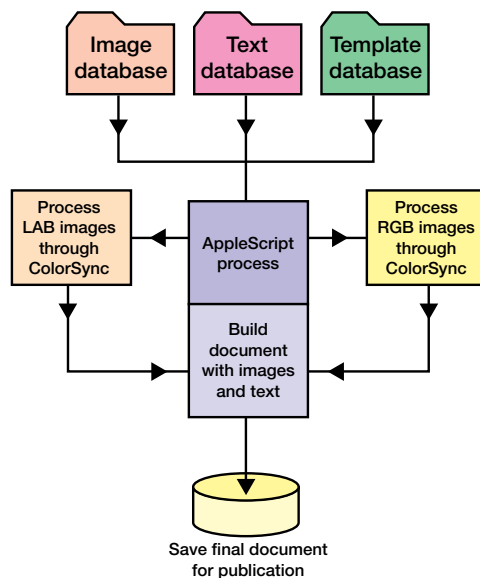 Image
database
Text
database
Template
database
Process
LAB images
through
ColorSync
AppleScript
process
Process
RGB images
through
ColorSync
Build
document
with images
and text
Save final document
for publication